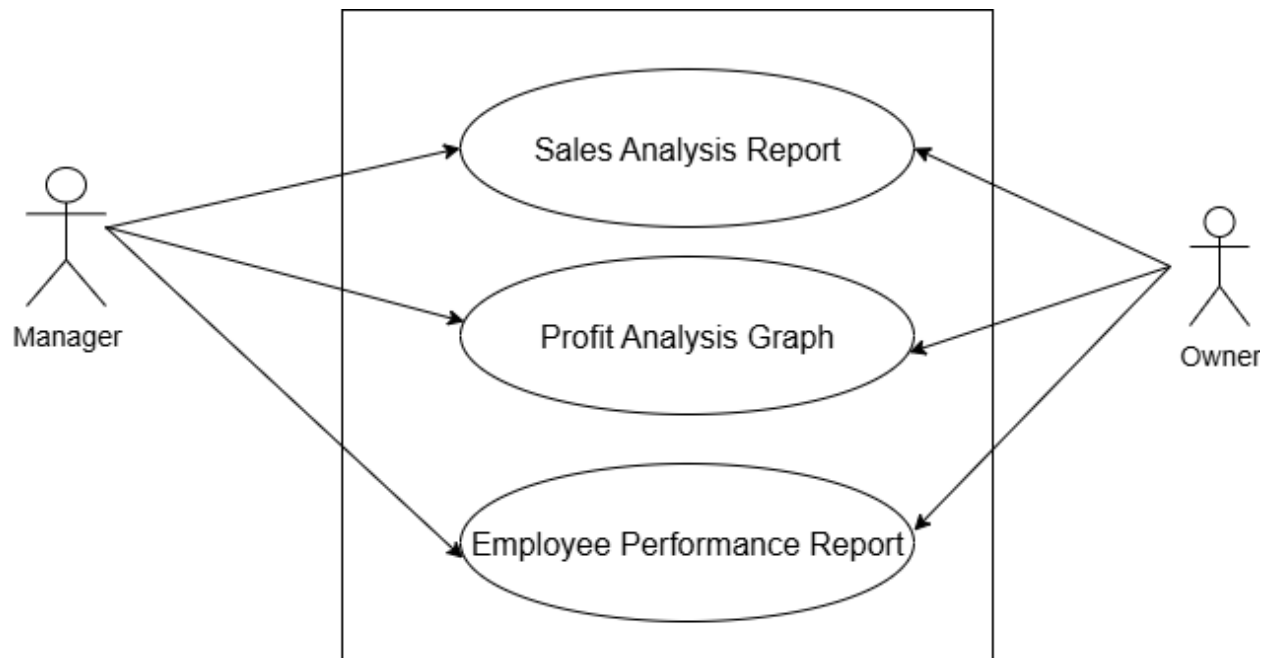 Sales Analysis Report
Manager
Profit Analysis Graph
Owner
Employee Performance Report